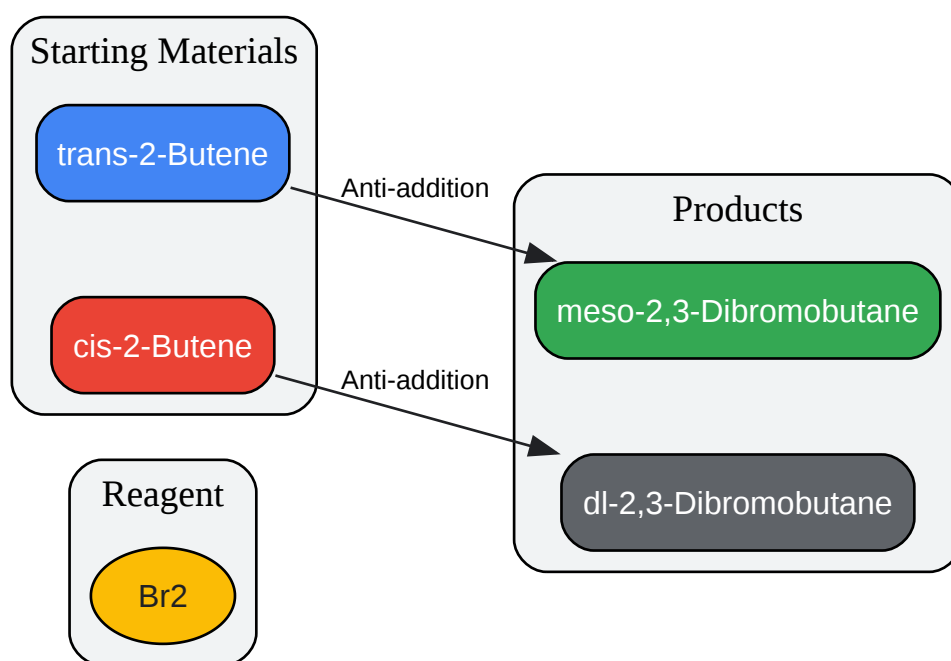 Starting Materials
trans-2-Butene
Anti-addition
Products
meso-2,3-Dibromobutane
cis-2-Butene
Anti-addition
dl-2,3-Dibromobutane
Reagent
Br2